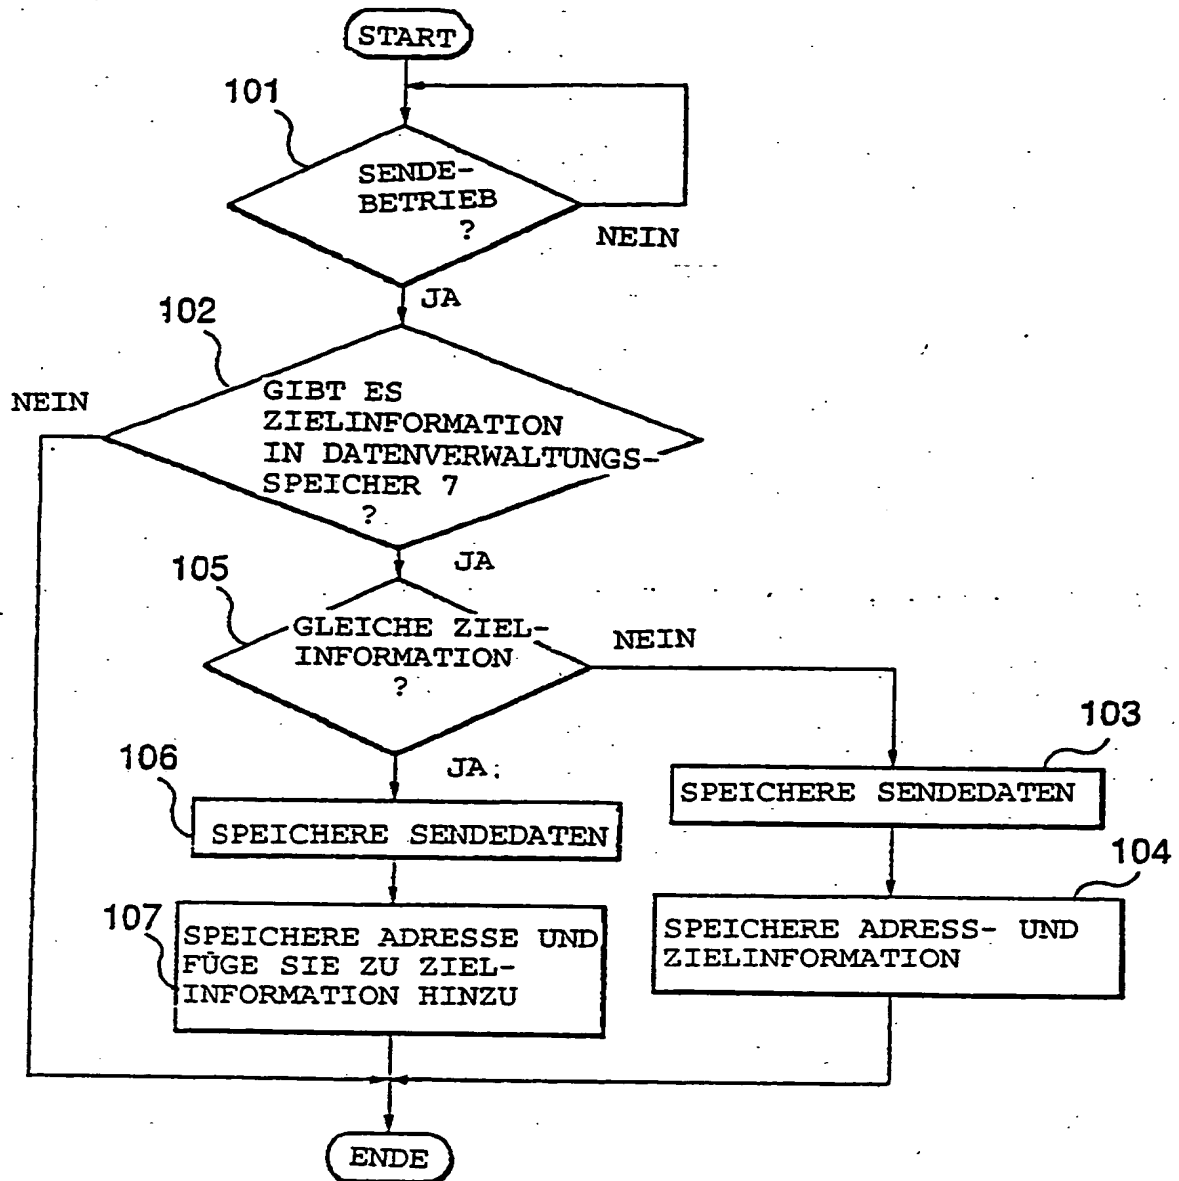 START
101
SENDE-
BETRIEB
?
NEIN
JA
102
NEIN
GIBT ES
ZIELINFORMATION
IN DATENVERWALTUNGS-
SPEICHER 7
?
JA
105
GLEICHE ZIEL-
INFORMATION
?
NEIN
JA
103
SPEICHERE SENDEDATEN
106
SPEICHERE SENDEDATEN
104
SPEICHERE ADRESS- UND
ZIELINFORMATION
107
SPEICHERE ADRESSE UND
FÜGE SIE ZU ZIEL-
INFORMATION HINZU
ENDE